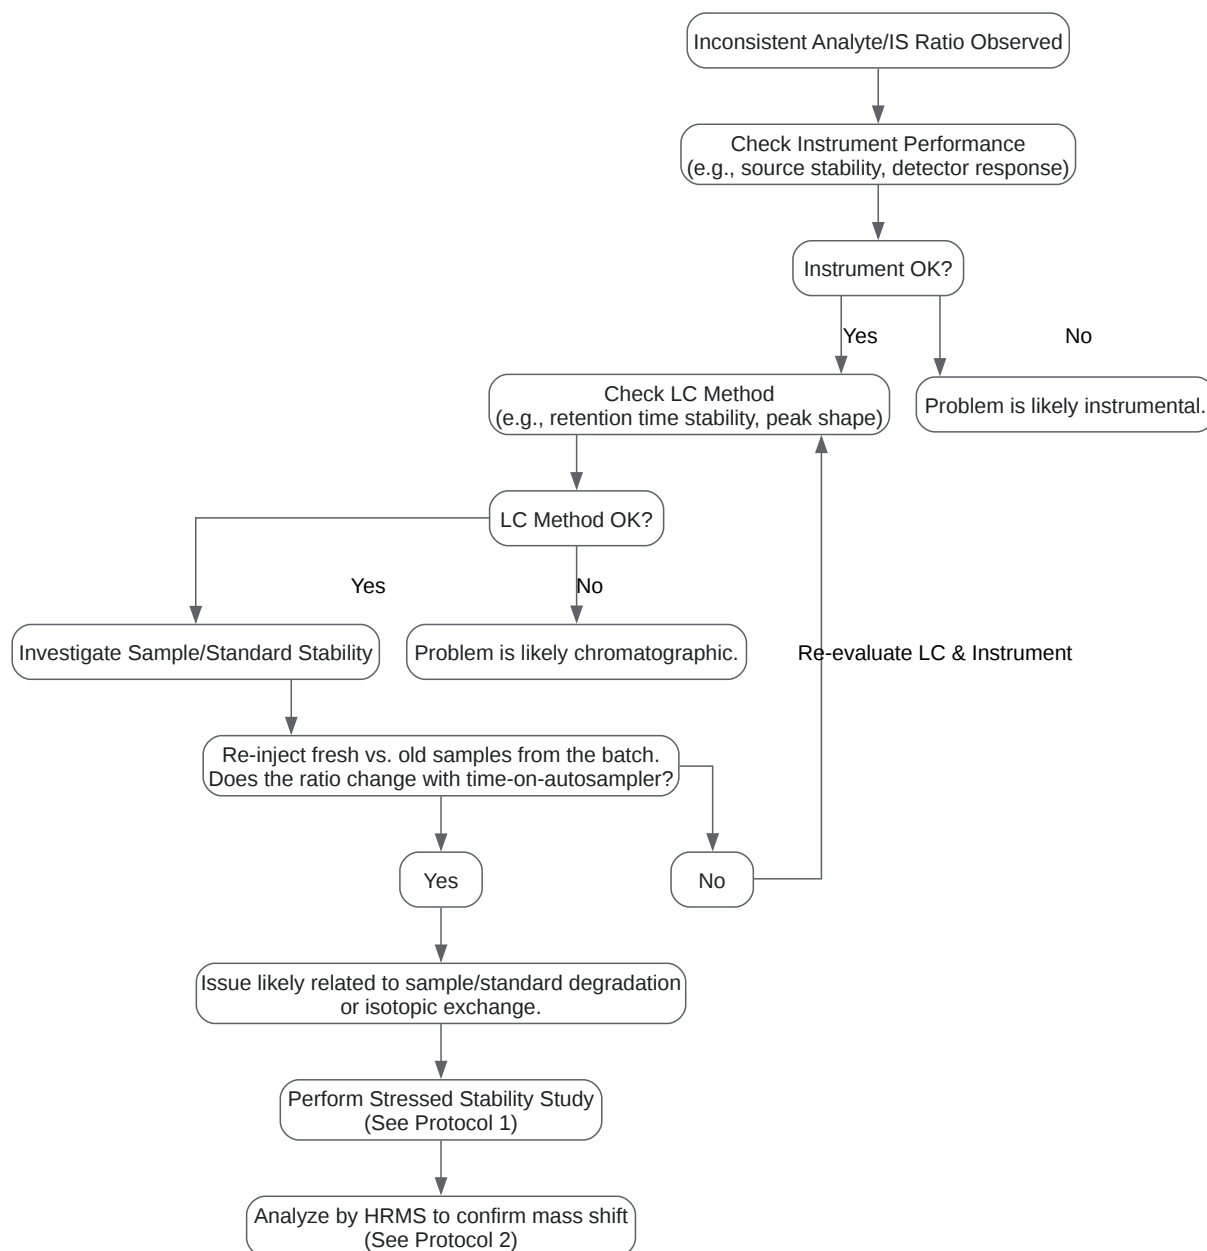 Inconsistent Analyte/IS Ratio Observed
Check Instrument Performance
(e.g., source stability, detector response)
Instrument OK?
Yes
No
Check LC Method
(e.g., retention time stability, peak shape)
Problem is likely instrumental.
LC Method OK?
Yes
No
Investigate Sample/Standard Stability
Problem is likely chromatographic.
Re-evaluate LC & Instrument
Re-inject fresh vs. old samples from the batch.
Does the ratio change with time-on-autosampler?
Yes
No
Issue likely related to sample/standard degradation
or isotopic exchange.
Perform Stressed Stability Study
(See Protocol 1)
Analyze by HRMS to confirm mass shift
(See Protocol 2)